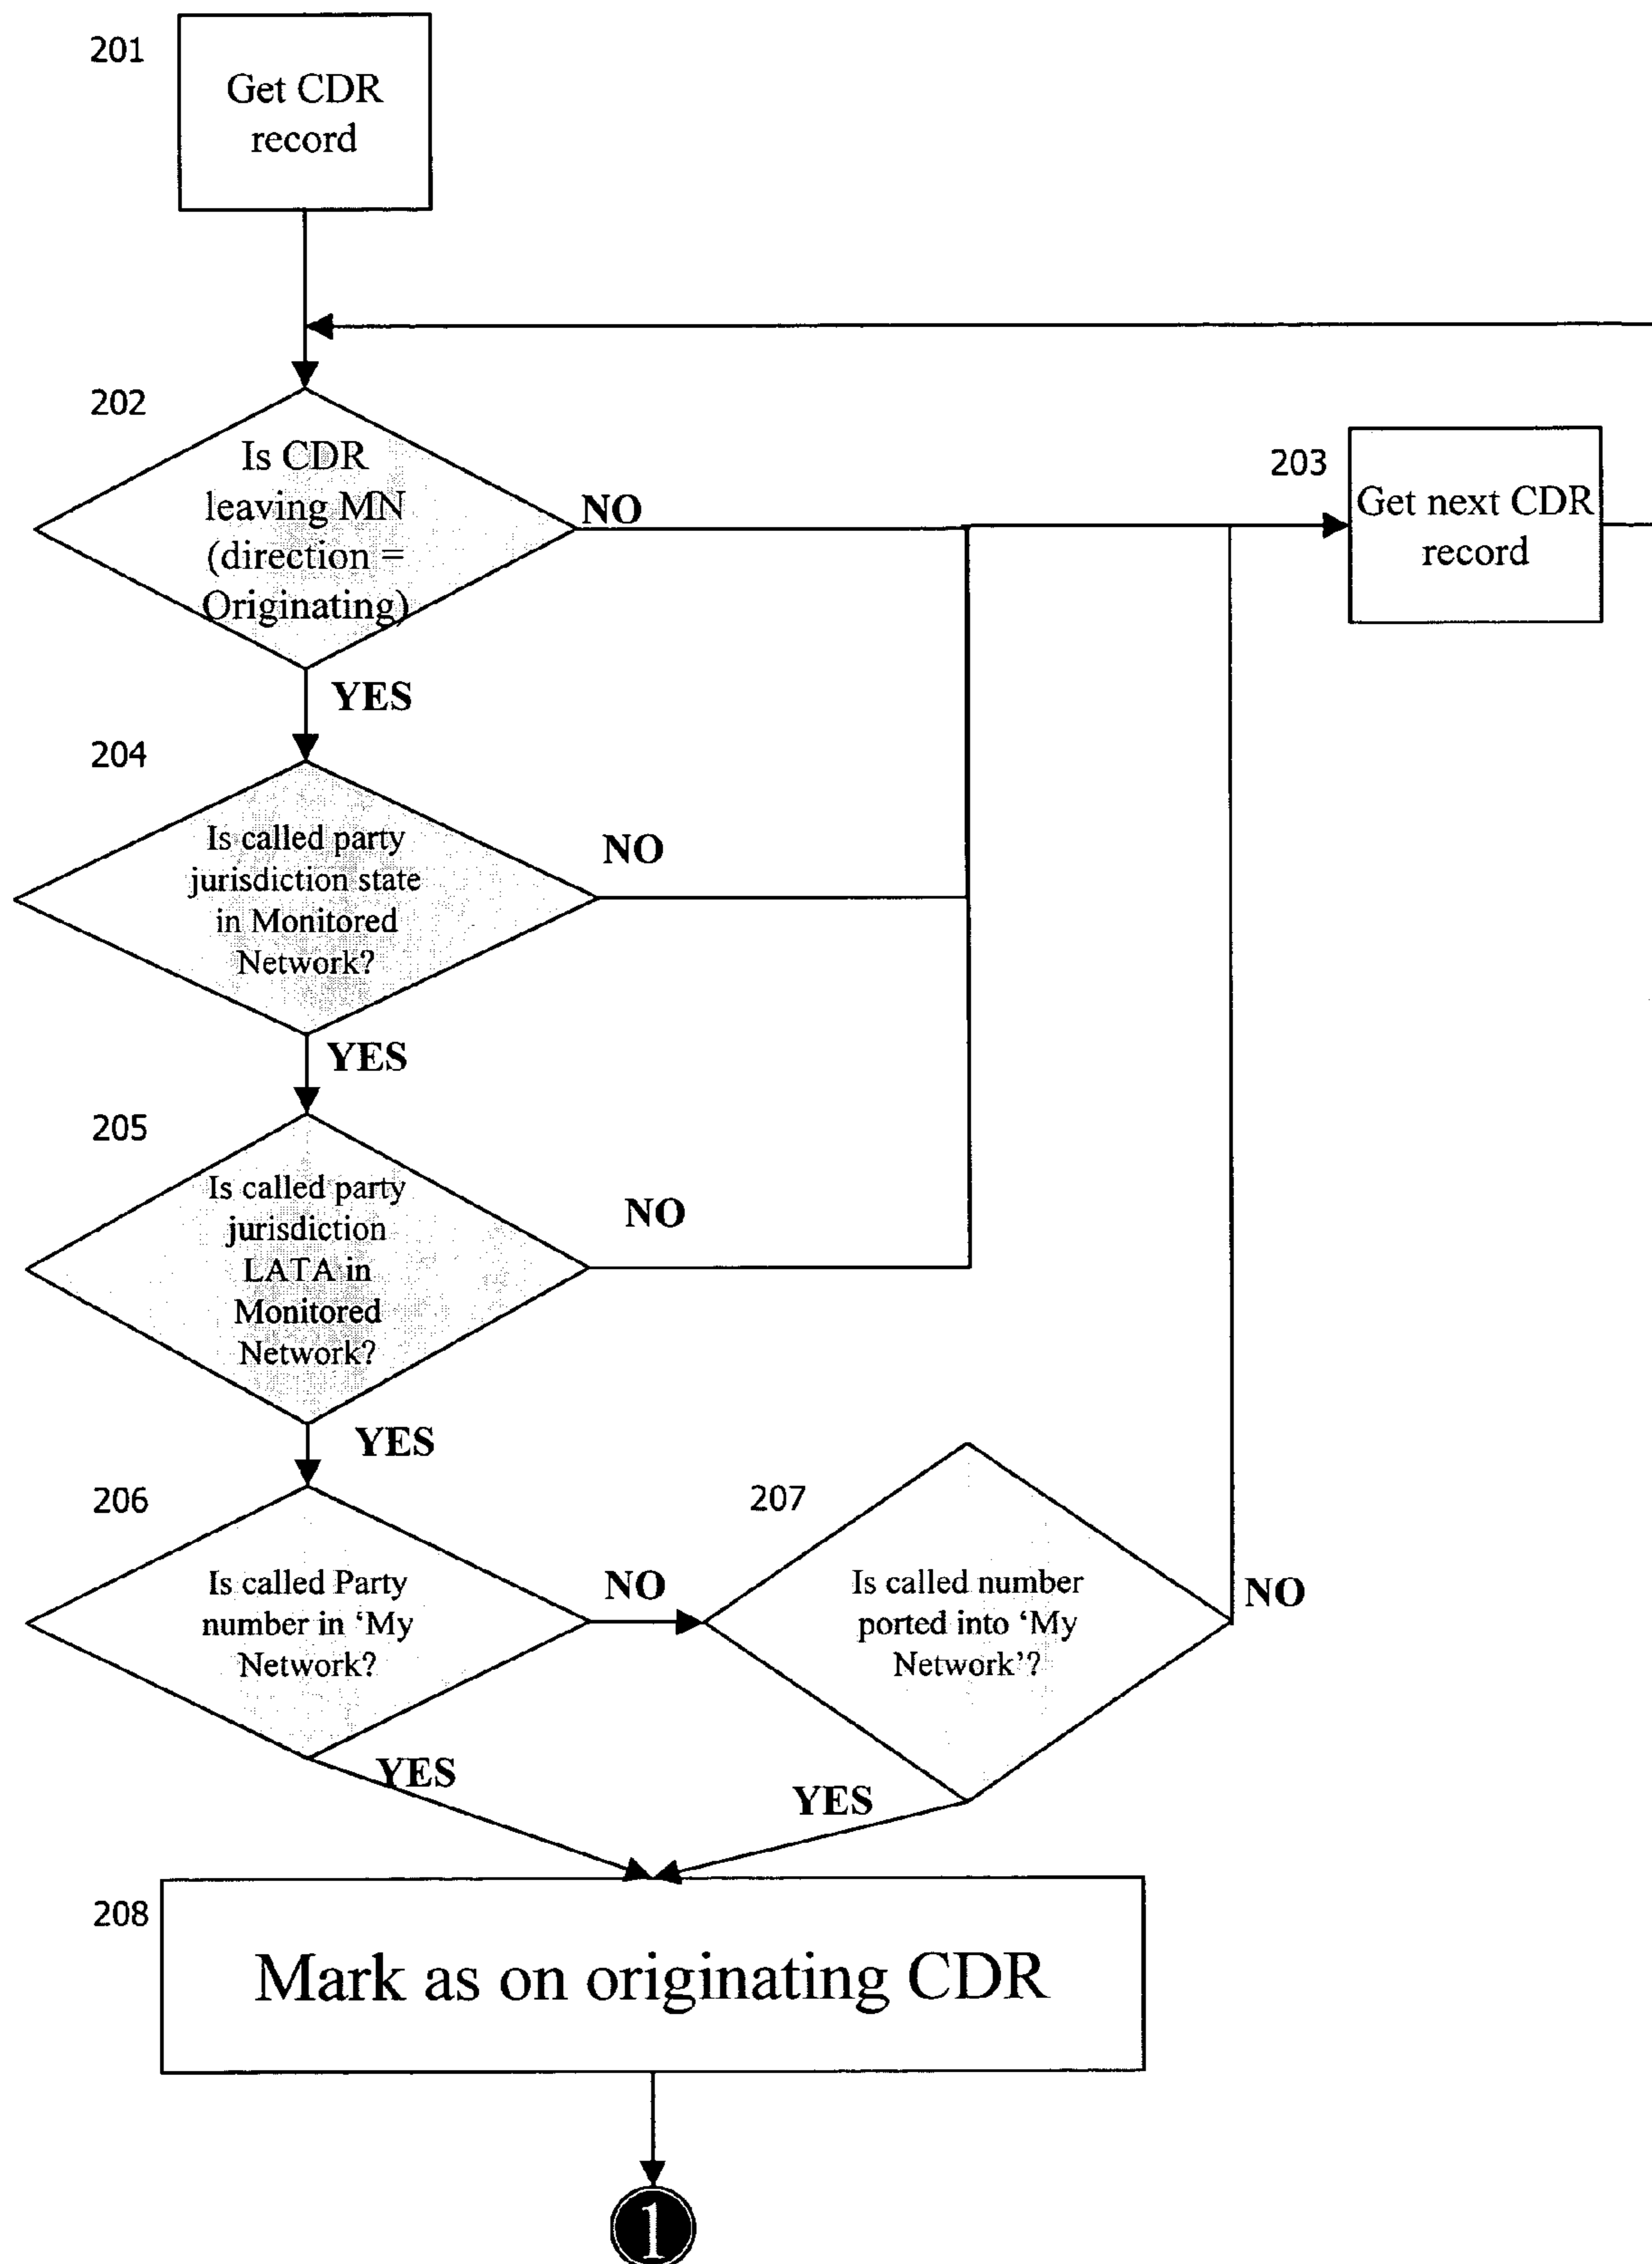 201
Get CDR
record
202
Is CDR
leaving MN
(direction =
Originating)
NO
203
Get next CDR
record
YES
204
Is called party
jurisdiction state
in Monitored
Network?
NO
YES
205
Is called party
jurisdiction
LATA in
Monitored
Network?
NO
YES
206
Is called Party
number in ‘My
Network?
NO
207
Is called number
ported into ‘My
Network’?
NO
YES
YES
208
Mark as on originating CDR
1